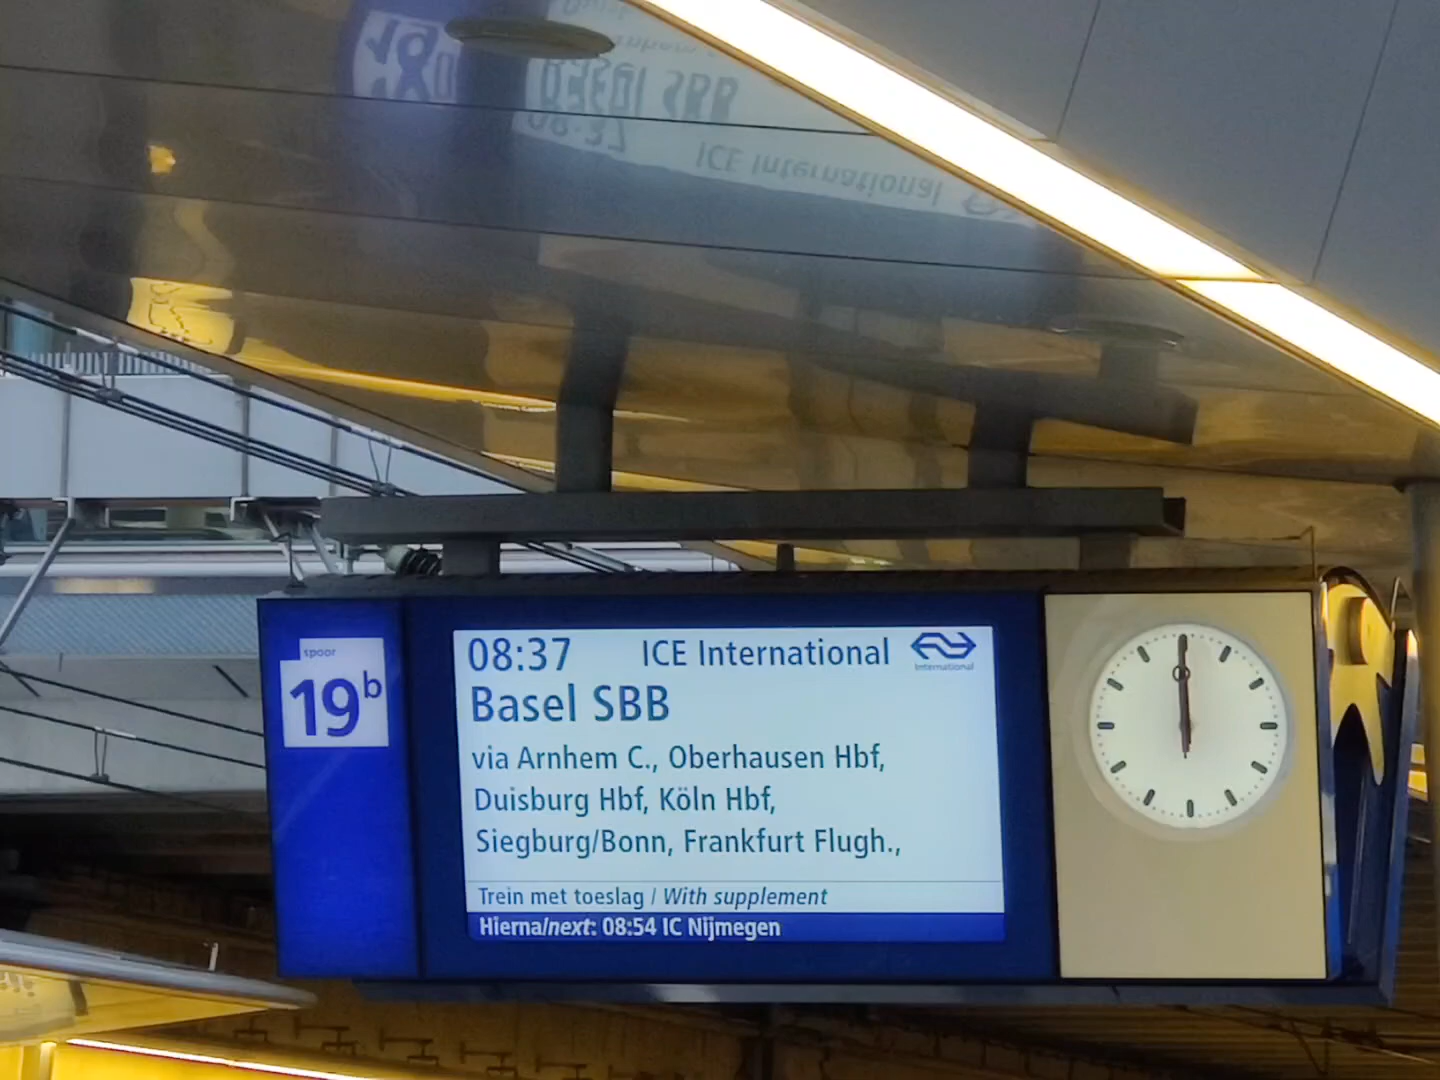 spoor
19b
08:37 ICE International
International
Basel SBB
via Arnhem C., Oberhausen Hbf,
Duisburg Hbf, Köln Hbf,
Siegburg/Bonn, Frankfurt Flugh.,
Trein met toeslag / With supplement
Hierna/next: 08:54 IC Nijmegen